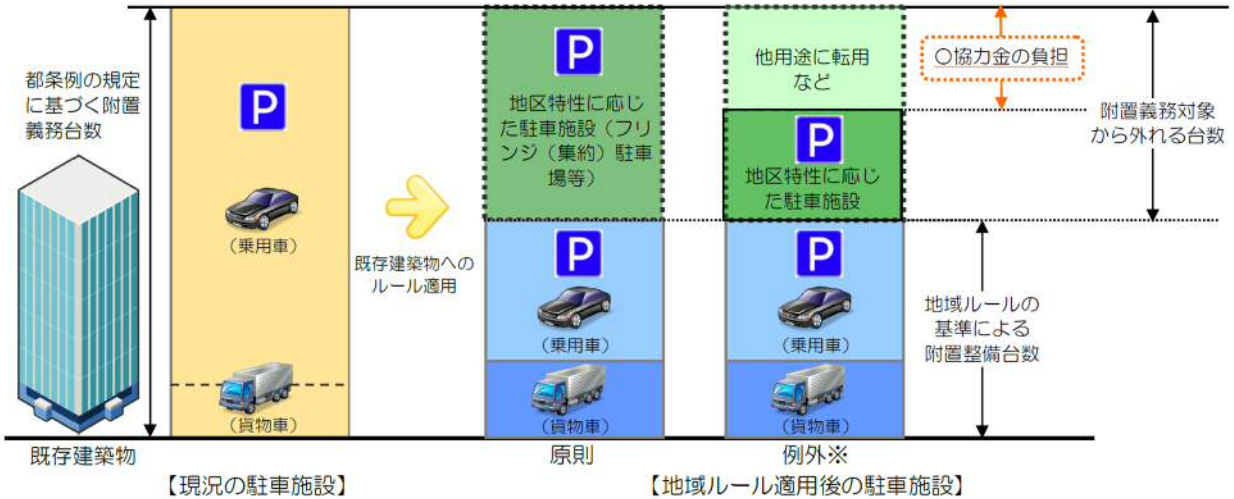 都条例の規定
に基づく附置
義務台数
既存建築物
P
（乗用車）
（貨物車）
【現況の駐車施設】
既存建築物への
ルール適用
P
地区特性に応じ
た駐車施設（フリ
ンジ（集約）駐車
場等）
P
（乗用車）
（貨物車）
原則
他用途に転用
など
P
地区特性に応じ
た駐車施設
P
（乗用車）
（貨物車）
例外※
【地域ルール適用後の駐車施設】
〇協力金の負担
附置義務対象
から外れる台数
地域ルールの
基準による
附置整備台数